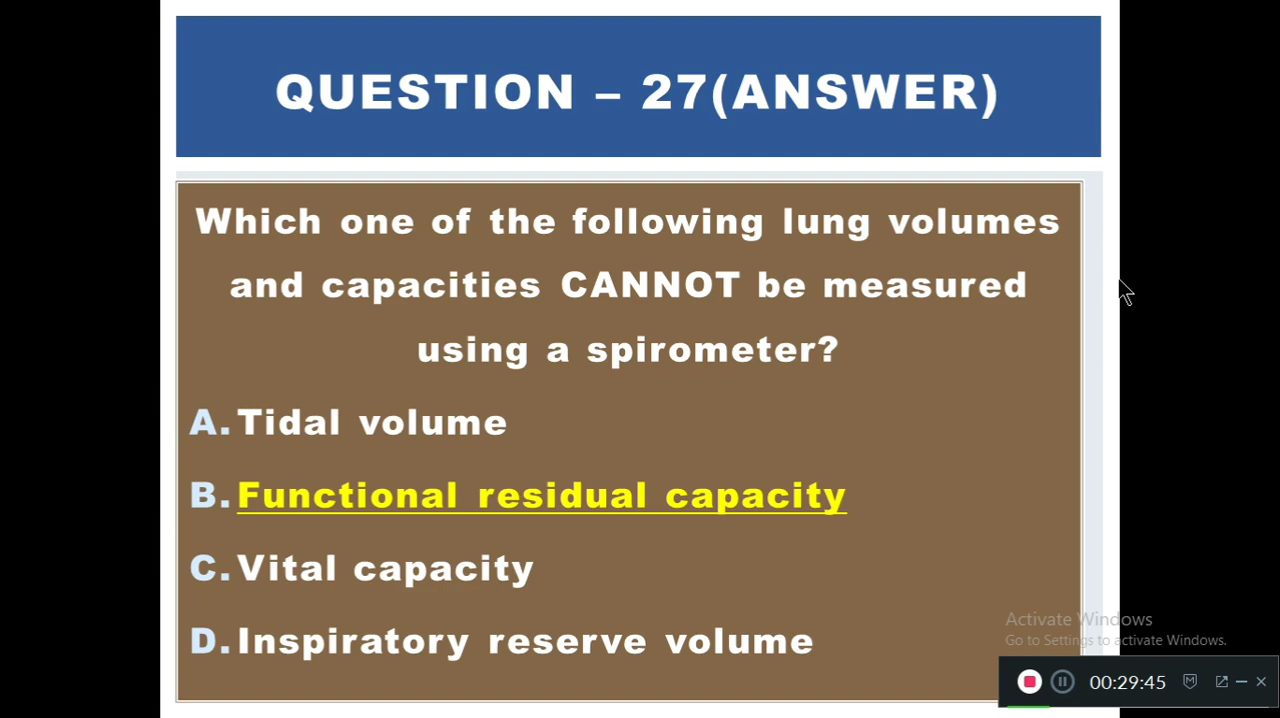 QUESTION – 27(ANSWER)
Which one of the following lung volumes
and capacities CANNOT be measured
using a spirometer?
A. Tidal volume
B. Functional residual capacity
C. Vital capacity
D. Inspiratory reserve volume
Activate Windows
Go to Settings to activate Windows.
00:29:45